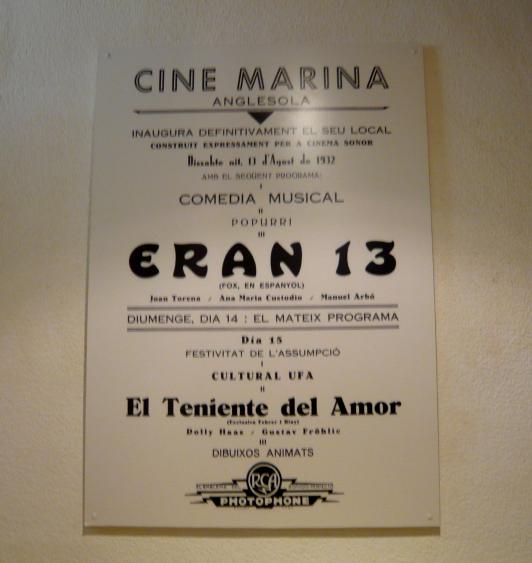 CINE MARINA
ANGLESOLA
INAUGURA DEFINITIVAMENT EL SEU LOCAL
CONSTRUIT EXPRESSAMENT PER A CINEMA SONOR
Dissabte nit, 13 d'Agost de 1932
AMB EL SEGÜENT PROGRAMA:
I
COMEDIA MUSICAL
II
POPURRI
III
ERAN 13
(FOX, EN ESPANYOL)
Juan Torena / Ana Maria Custodio / Manuel Arbó
DIUMENGE, DIA 14 : EL MATEIX PROGRAMA
Dia 15
FESTIVITAT DE L'ASSUMPCIÓ
I
CULTURAL UFA
II
El Teniente del Amor
(Exclusiva Febrer i Blay)
Dolly Haas / Gustav Fröhlic
III
DIBUIXOS ANIMATS
RCA
PHOTOPHONE